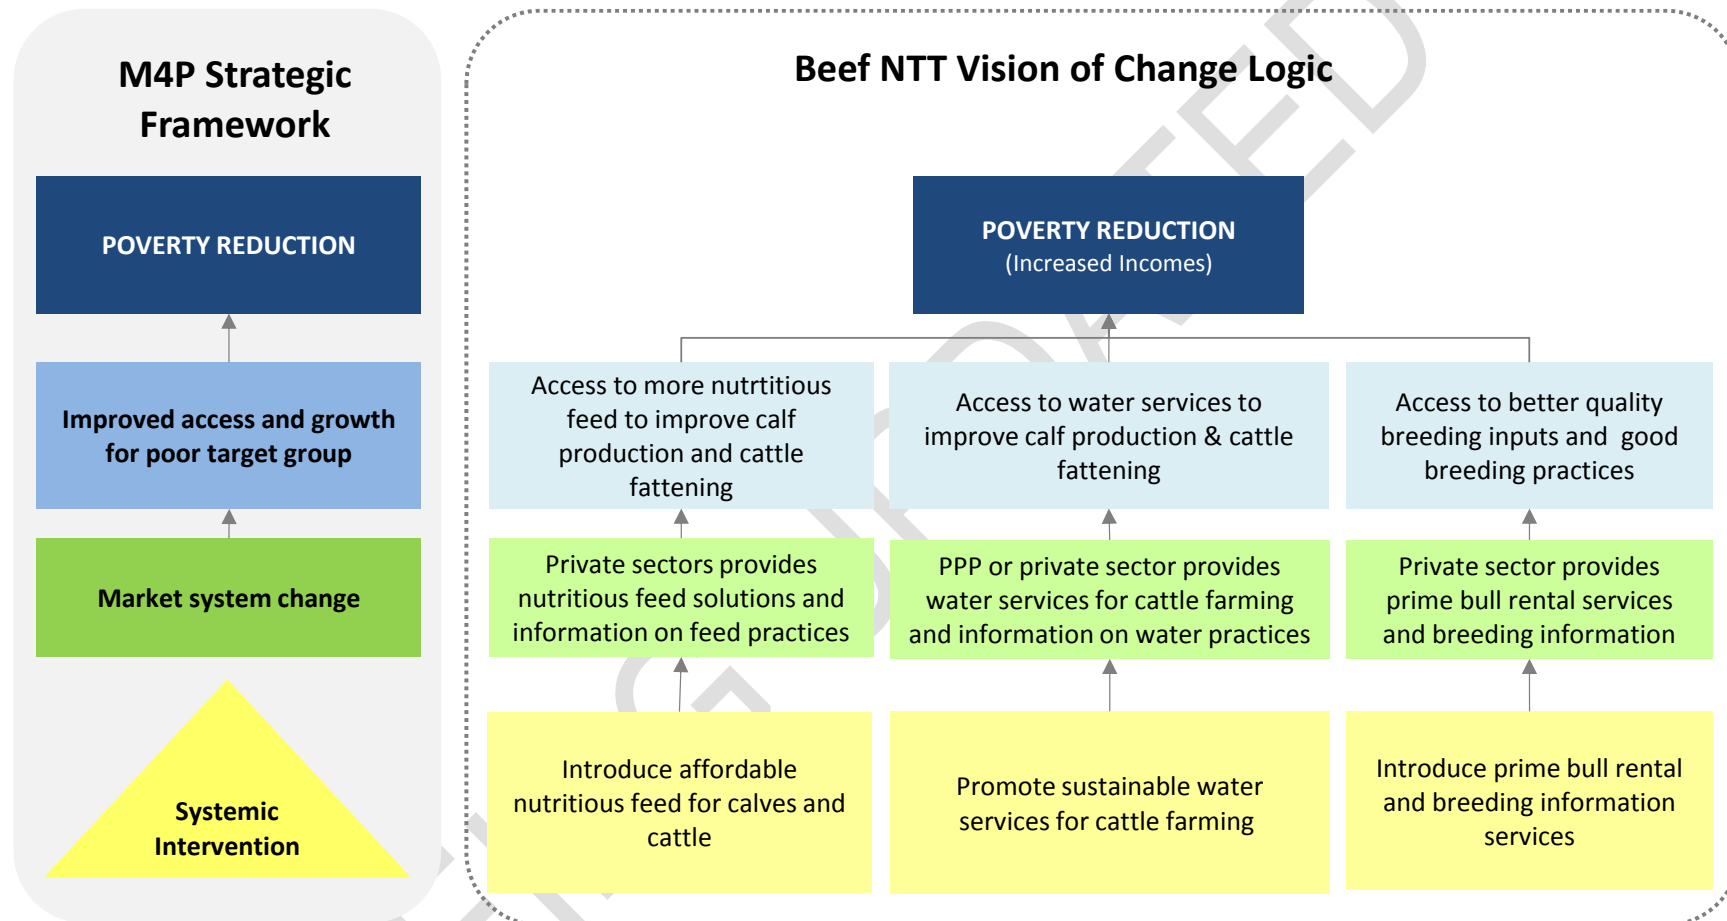 M4P Strategic
Framework
POVERTY REDUCTION
Improved access and growth
for poor target group
Market system change
Systemic
Intervention
Beef NTT Vision of Change Logic
POVERTY REDUCTION
(Increased Incomes)
Access to more nutrtitious
feed to improve calf
production and cattle
fattening
Access to water services to
improve calf production & cattle
fattening
Access to better quality
breeding inputs and good
breeding practices
Private sectors provides
nutritious feed solutions and
information on feed practices
PPP or private sector provides
water services for cattle farming
and information on water practices
Private sector provides
prime bull rental services
and breeding information
Introduce affordable
nutritious feed for calves and
cattle
Promote sustainable water
services for cattle farming
Introduce prime bull rental
and breeding information
services